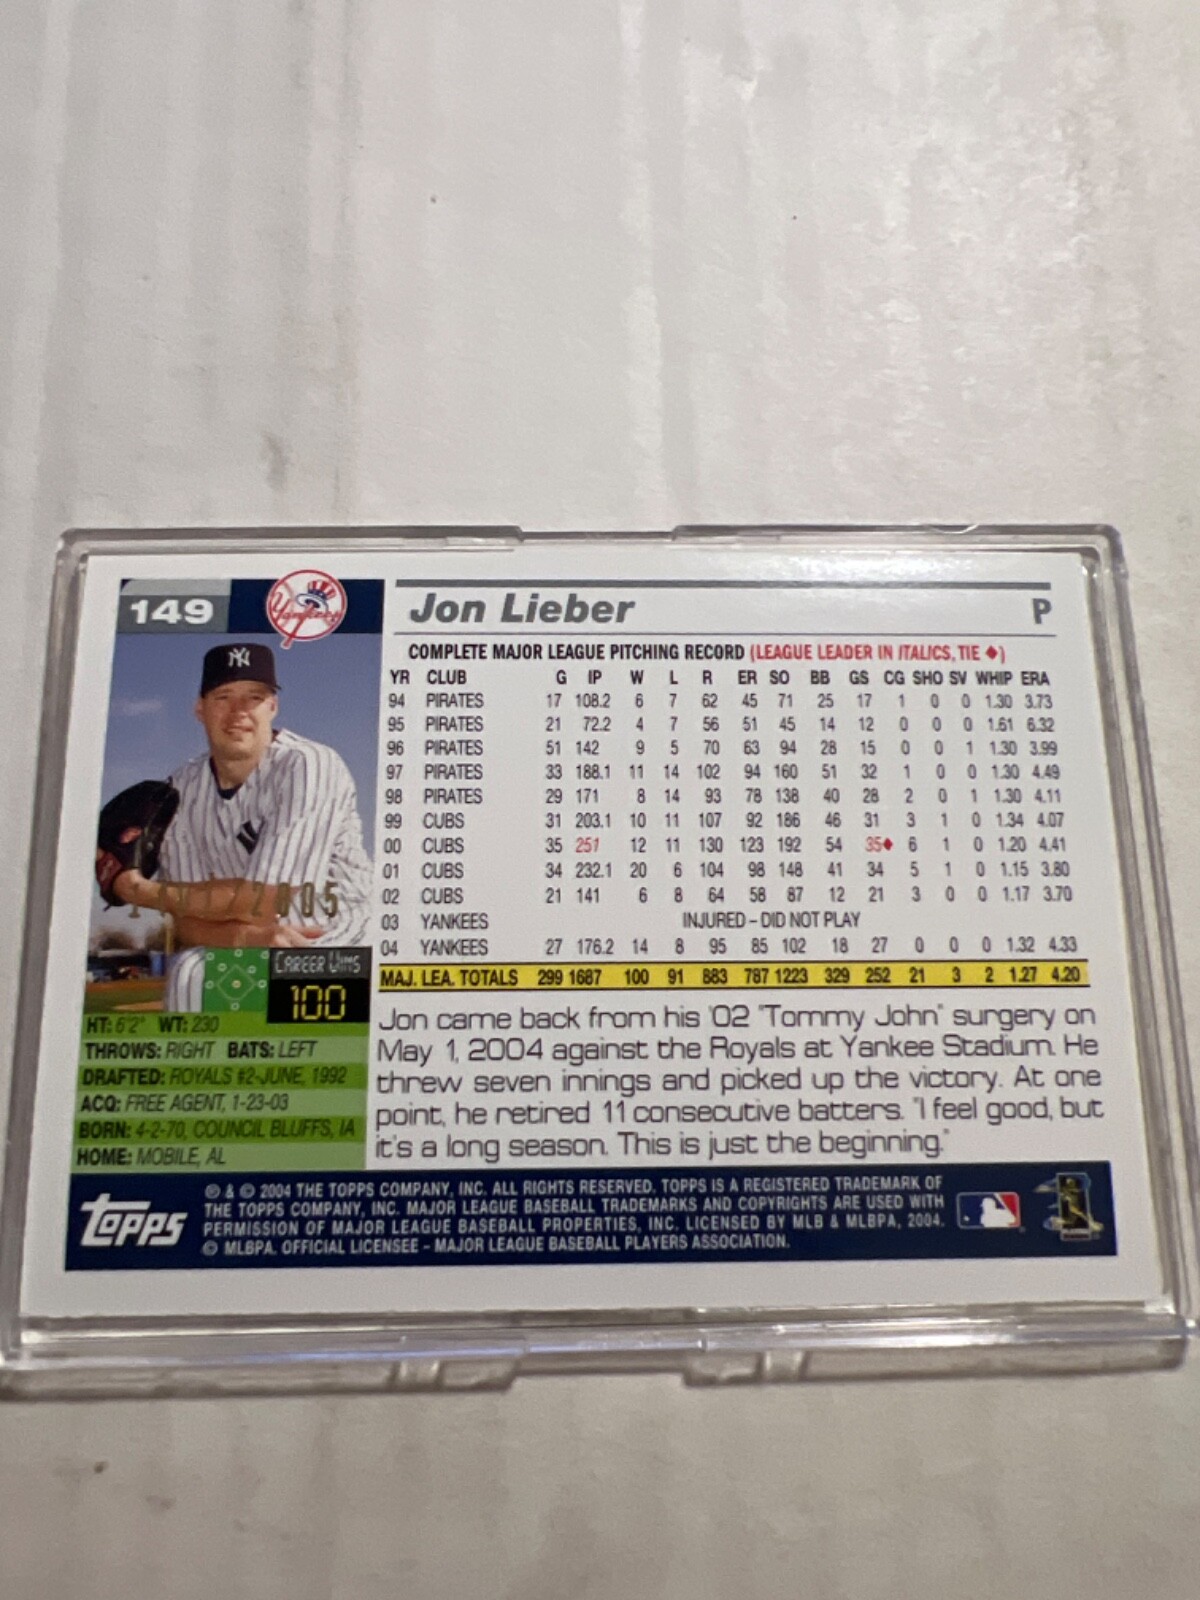 149
Yankees
Jon Lieber P
COMPLETE MAJOR LEAGUE PITCHING RECORD (LEAGUE LEADER IN ITALICS, TIE ♦)
YR CLUB G IP W L R ER SO BB GS CG SHO SV WHIP ERA
94 PIRATES 17 108.2 6 7 62 45 71 25 17 1 0 0 1.30 3.73
95 PIRATES 21 72.2 4 7 56 51 45 14 12 0 0 0 1.61 6.32
96 PIRATES 51 142 9 5 70 63 94 28 15 0 0 1 1.30 3.99
97 PIRATES 33 188.1 11 14 102 94 160 51 32 1 0 0 1.30 4.49
98 PIRATES 29 171 8 14 93 78 138 40 28 2 0 1 1.30 4.11
99 CUBS 31 203.1 10 11 107 92 186 46 31 3 1 0 1.34 4.07
00 CUBS 35 251 12 11 130 123 192 54 35♦ 6 1 0 1.20 4.41
01 CUBS 34 232.1 20 6 104 98 148 41 34 5 1 0 1.15 3.80
02 CUBS 21 141 6 8 64 58 87 12 21 3 0 0 1.17 3.70
03 YANKEES INJURED – DID NOT PLAY
04 YANKEES 27 176.2 14 8 95 85 102 18 27 0 0 0 1.32 4.33
MAJ. LEA. TOTALS 299 1687 100 91 883 787 1223 329 252 21 3 2 1.27 4.20
NY
/2005
CAREER WINS
100
HT: 6'2" WT: 230
THROWS: RIGHT BATS: LEFT
DRAFTED: ROYALS #2-JUNE, 1992
ACQ: FREE AGENT, 1-23-03
BORN: 4-2-70, COUNCIL BLUFFS, IA
HOME: MOBILE, AL
Jon came back from his '02 "Tommy John" surgery on
May 1, 2004 against the Royals at Yankee Stadium. He
threw seven innings and picked up the victory. At one
point, he retired 11 consecutive batters. "I feel good, but
it's a long season. This is just the beginning."
topps
® & © 2004 THE TOPPS COMPANY, INC. ALL RIGHTS RESERVED. TOPPS IS A REGISTERED TRADEMARK OF
THE TOPPS COMPANY, INC. MAJOR LEAGUE BASEBALL TRADEMARKS AND COPYRIGHTS ARE USED WITH
PERMISSION OF MAJOR LEAGUE BASEBALL PROPERTIES, INC. LICENSED BY MLB & MLBPA, 2004.
© MLBPA. OFFICIAL LICENSEE – MAJOR LEAGUE BASEBALL PLAYERS ASSOCIATION.